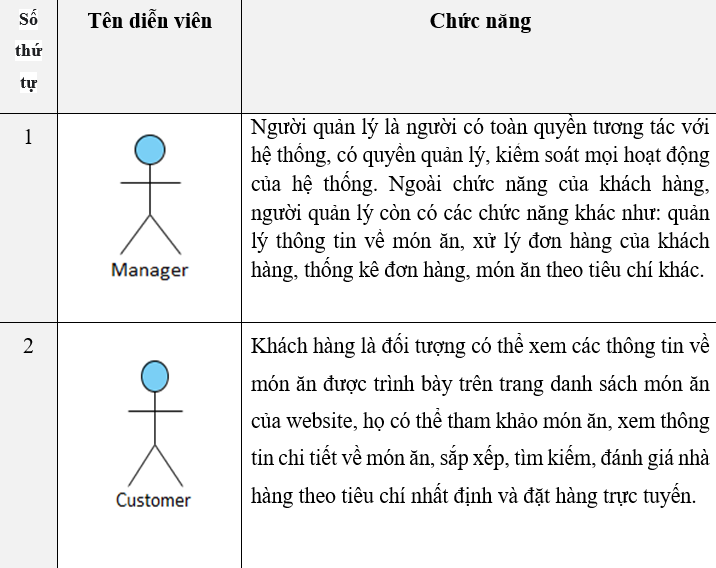 Số
thứ
tự
Tên diễn viên
Chức năng
1
Manager
Người quản lý là người có toàn quyền tương tác với
hệ thống, có quyền quản lý, kiểm soát mọi hoạt động
của hệ thống. Ngoài chức năng của khách hàng,
người quản lý còn có các chức năng khác như: quản
lý thông tin về món ăn, xử lý đơn hàng của khách
hàng, thống kê đơn hàng, món ăn theo tiêu chí khác.
2
Customer
Khách hàng là đối tượng có thể xem các thông tin về
món ăn được trình bày trên trang danh sách món ăn
của website, họ có thể tham khảo món ăn, xem thông
tin chi tiết về món ăn, sắp xếp, tìm kiếm, đánh giá nhà
hàng theo tiêu chí nhất định và đặt hàng trực tuyến.